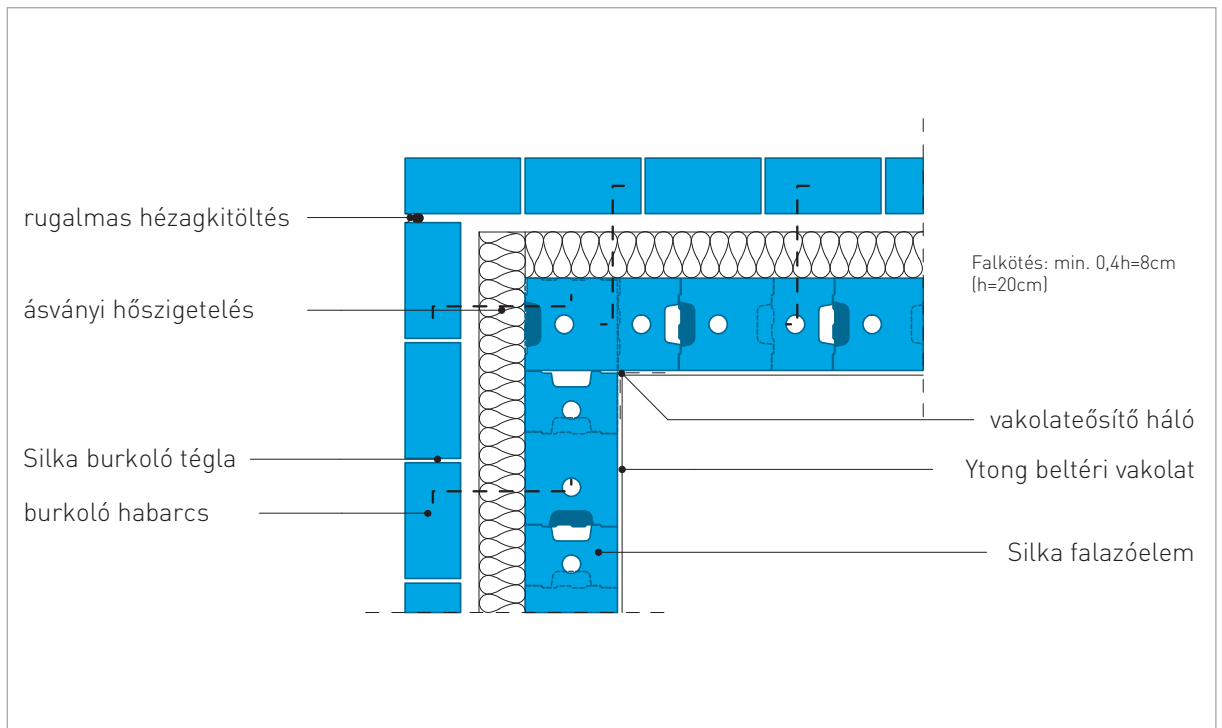 rugalmas hézagkitöltés
ásványi hőszigetelés
Silka burkoló tégla
burkoló habarcs
Falkötés: min. 0,4h=8cm
(h=20cm)
vakolateősítő háló
Ytong beltéri vakolat
Silka falazóelem